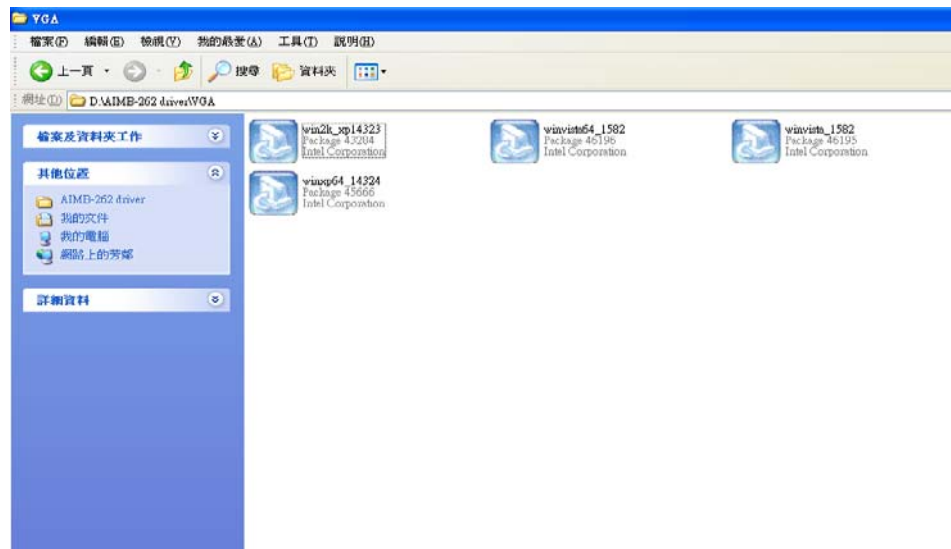 VGA
檔案(F) 編輯(E) 檢視(V) 我的最愛(A) 工具(T) 說明(H)
上一頁 搜尋 資料夾
網址(D) D:\AIMB-262 driver\VGA
檔案及資料夾工作
其他位置
AIMB-262 driver
我的文件
我的電腦
網路上的芳鄰
詳細資料
win2k_xp14323
Package 43204
Intel Corporation
winvista64_1582
Package 46196
Intel Corporation
winvista_1582
Package 46195
Intel Corporation
winxp64_14324
Package 45666
Intel Corporation